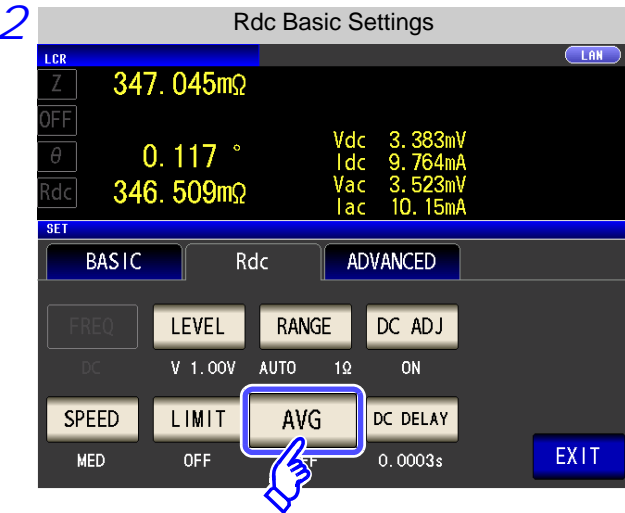 2
Rdc Basic Settings
LCR LAN
Z 347.045mΩ
OFF
Vdc 3.383mV
θ 0.117 ° Idc 9.764mA
Vac 3.523mV
Rdc 346.509mΩ
Iac 10.15mA
SET
BASIC Rdc ADVANCED
FREQ LEVEL RANGE DC ADJ
DC V 1.00V AUTO 1Ω ON
SPEED LIMIT AVG DC DELAY
MED OFF 0.0003s EXIT